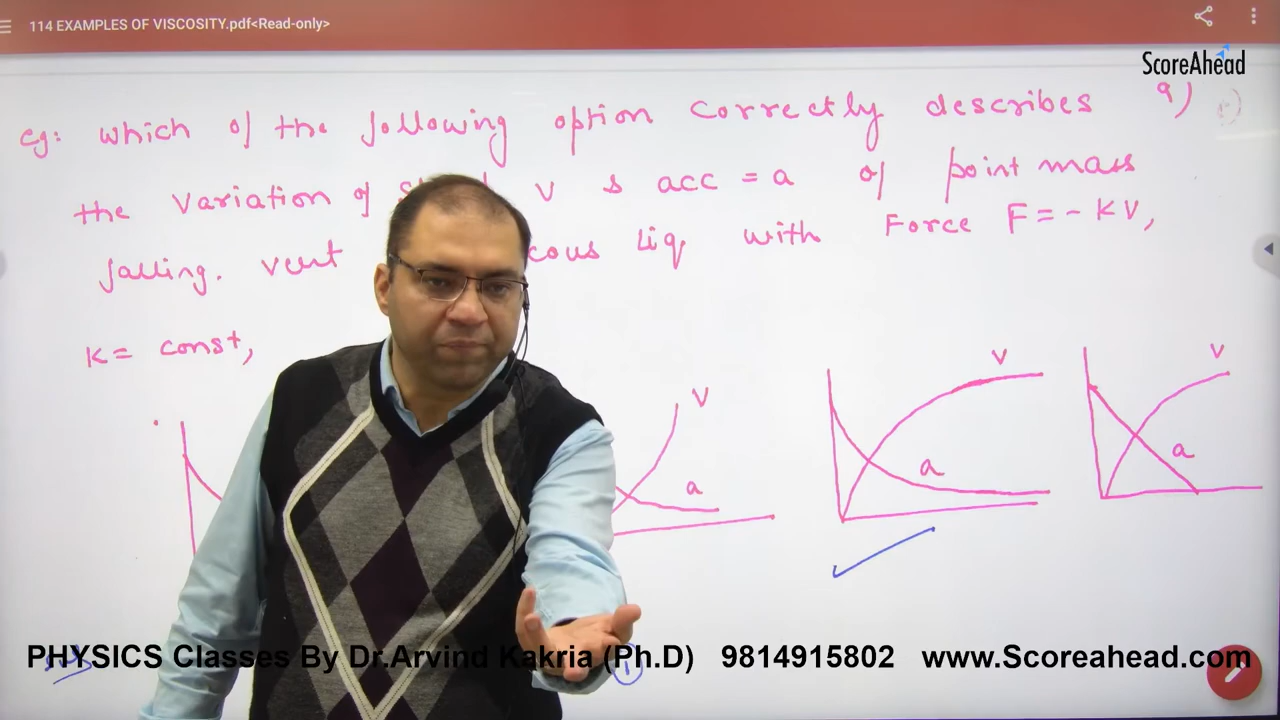 114 EXAMPLES OF VISCOSITY.pdf<Read-only>
ScoreAhead
eg: which of the following option correctly describes a)
the variation of v s acc = a of point mass
falling. vert cous liq with Force F = - KV,
K = const,
V
a
V
a
V
a
PHYSICS Classes By Dr.Arvind Kakria (Ph.D) 9814915802 www.Scoreahead.com